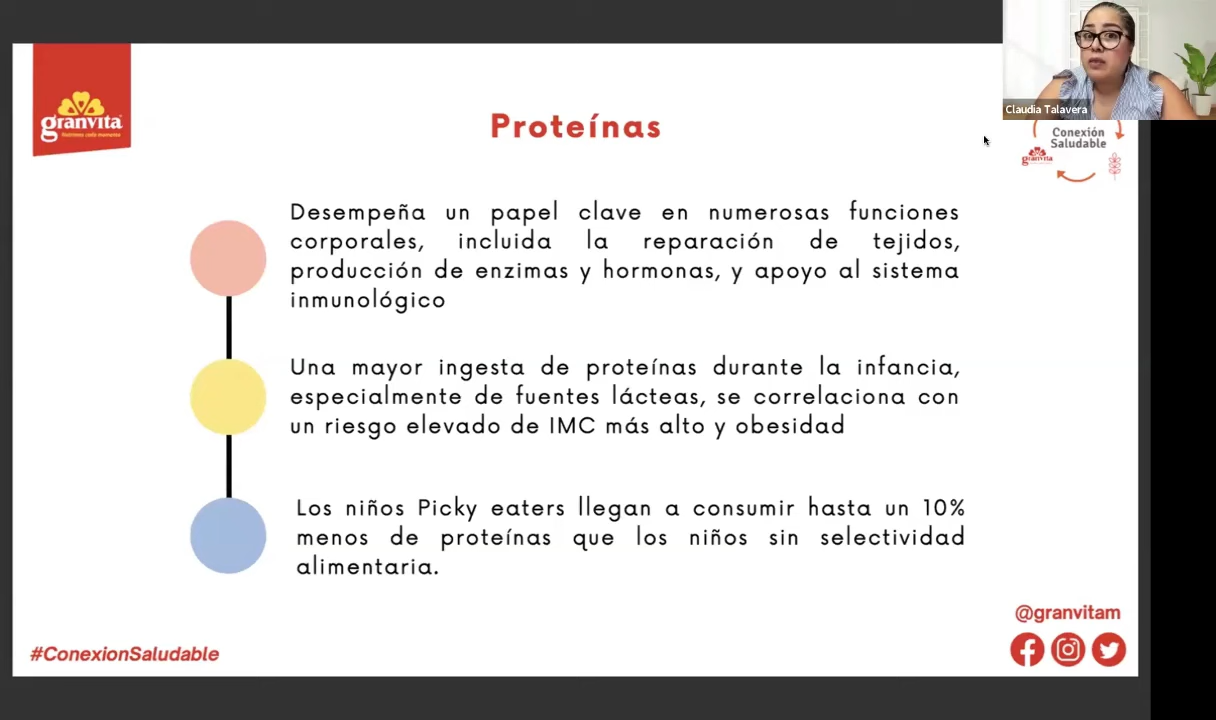 granvita
Nutrimos cada momento
Claudia Talavera
Proteínas
Conexión
Saludable
granvita
Desempeña un papel clave en numerosas funciones
corporales, incluida la reparación de tejidos,
producción de enzimas y hormonas, y apoyo al sistema
inmunológico
Una mayor ingesta de proteínas durante la infancia,
especialmente de fuentes lácteas, se correlaciona con
un riesgo elevado de IMC más alto y obesidad
Los niños Picky eaters llegan a consumir hasta un 10%
menos de proteínas que los niños sin selectividad
alimentaria.
@granvitam
#ConexionSaludable